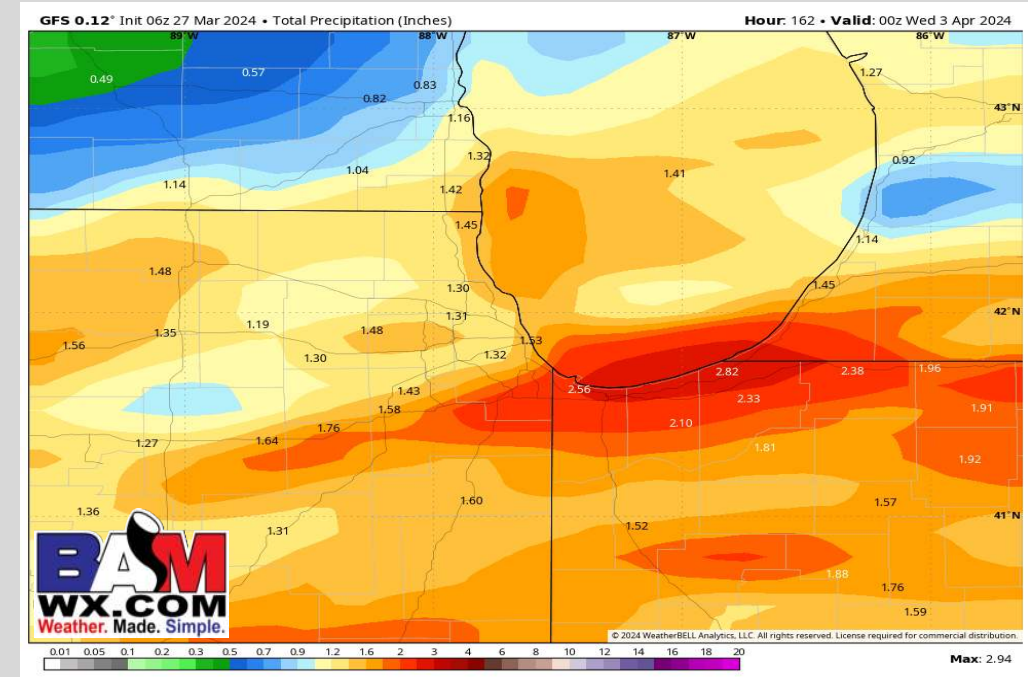 GFS 0.12° Init 06z 27 Mar 2024 • Total Precipitation (Inches)
Hour: 162 • Valid: 00z Wed 3 Apr 2024
89°W 88°W 87°W 86°W
0.49 0.57 0.83 1.27
0.82 43°N
1.16
1.32 0.92
1.04 1.41
1.14 1.42
1.45 1.14
1.48
1.30 1.45
1.31 42°N
1.35 1.19 1.48
1.56 1.53
1.30 1.32
2.82 2.38 1.96
1.43 2.56
1.58 2.33 1.91
1.76 2.10
1.27 1.64 1.81
1.92
1.60 1.57
1.36 41°N
1.31 1.52
1.88
1.76
1.59
BAM
WX.COM
Weather. Made. Simple.
© 2024 WeatherBELL Analytics, LLC. All rights reserved. License required for commercial distribution.
0.01 0.05 0.1 0.2 0.3 0.5 0.7 0.9 1.2 1.6 2 3 4 6 8 10 12 14 16 18 20
Max: 2.94